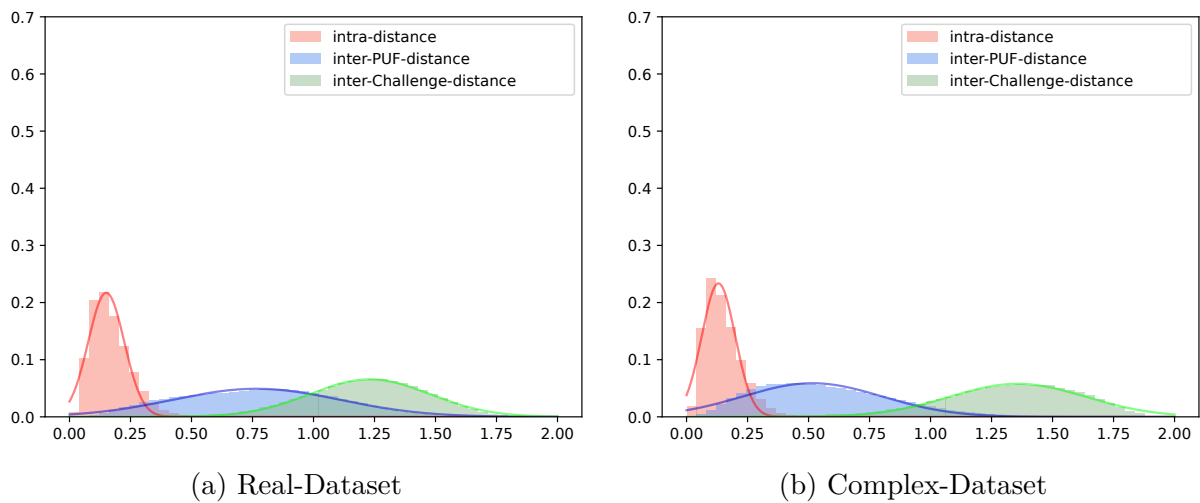 0.7
0.6
0.5
0.4
0.3
0.2
0.1
0.0
intra-distance
inter-PUF-distance
inter-Challenge-distance
0.00 0.25 0.50 0.75 1.00 1.25 1.50 1.75 2.00
(a) Real-Dataset
0.7
0.6
0.5
0.4
0.3
0.2
0.1
0.0
intra-distance
inter-PUF-distance
inter-Challenge-distance
0.00 0.25 0.50 0.75 1.00 1.25 1.50 1.75 2.00
(b) Complex-Dataset